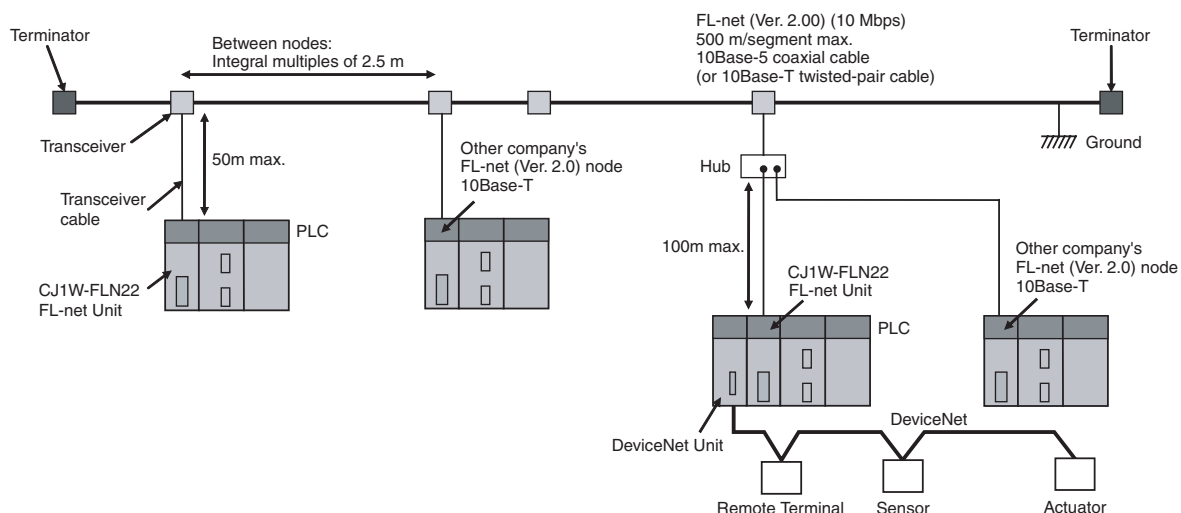 Terminator
Between nodes:
Integral multiples of 2.5 m
FL-net (Ver. 2.00) (10 Mbps)
500 m/segment max.
10Base-5 coaxial cable
(or 10Base-T twisted-pair cable)
Terminator
Transceiver
50m max.
Other company's
FL-net (Ver. 2.0) node
10Base-T
Hub
Ground
Transceiver
cable
PLC
100m max.
CJ1W-FLN22
FL-net Unit
CJ1W-FLN22
FL-net Unit
Other company's
FL-net (Ver. 2.0) node
10Base-T
PLC
DeviceNet Unit
DeviceNet
Remote Terminal
Sensor
Actuator